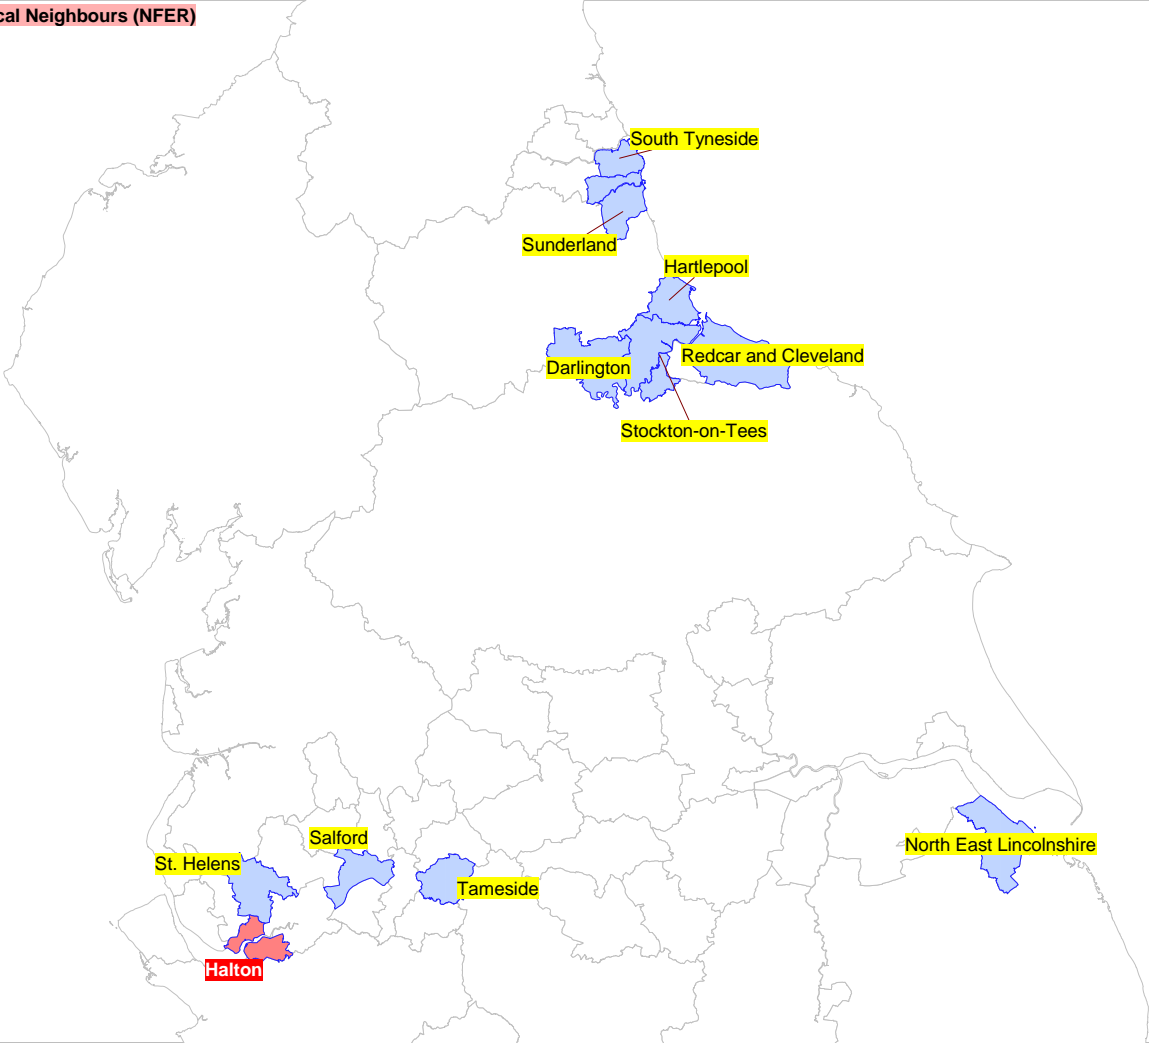 cal Neighbours (NFER)
South Tyneside
Sunderland
Hartlepool
Redcar and Cleveland
Darlington
Stockton-on-Tees
Salford
North East Lincolnshire
St. Helens
Tameside
Halton